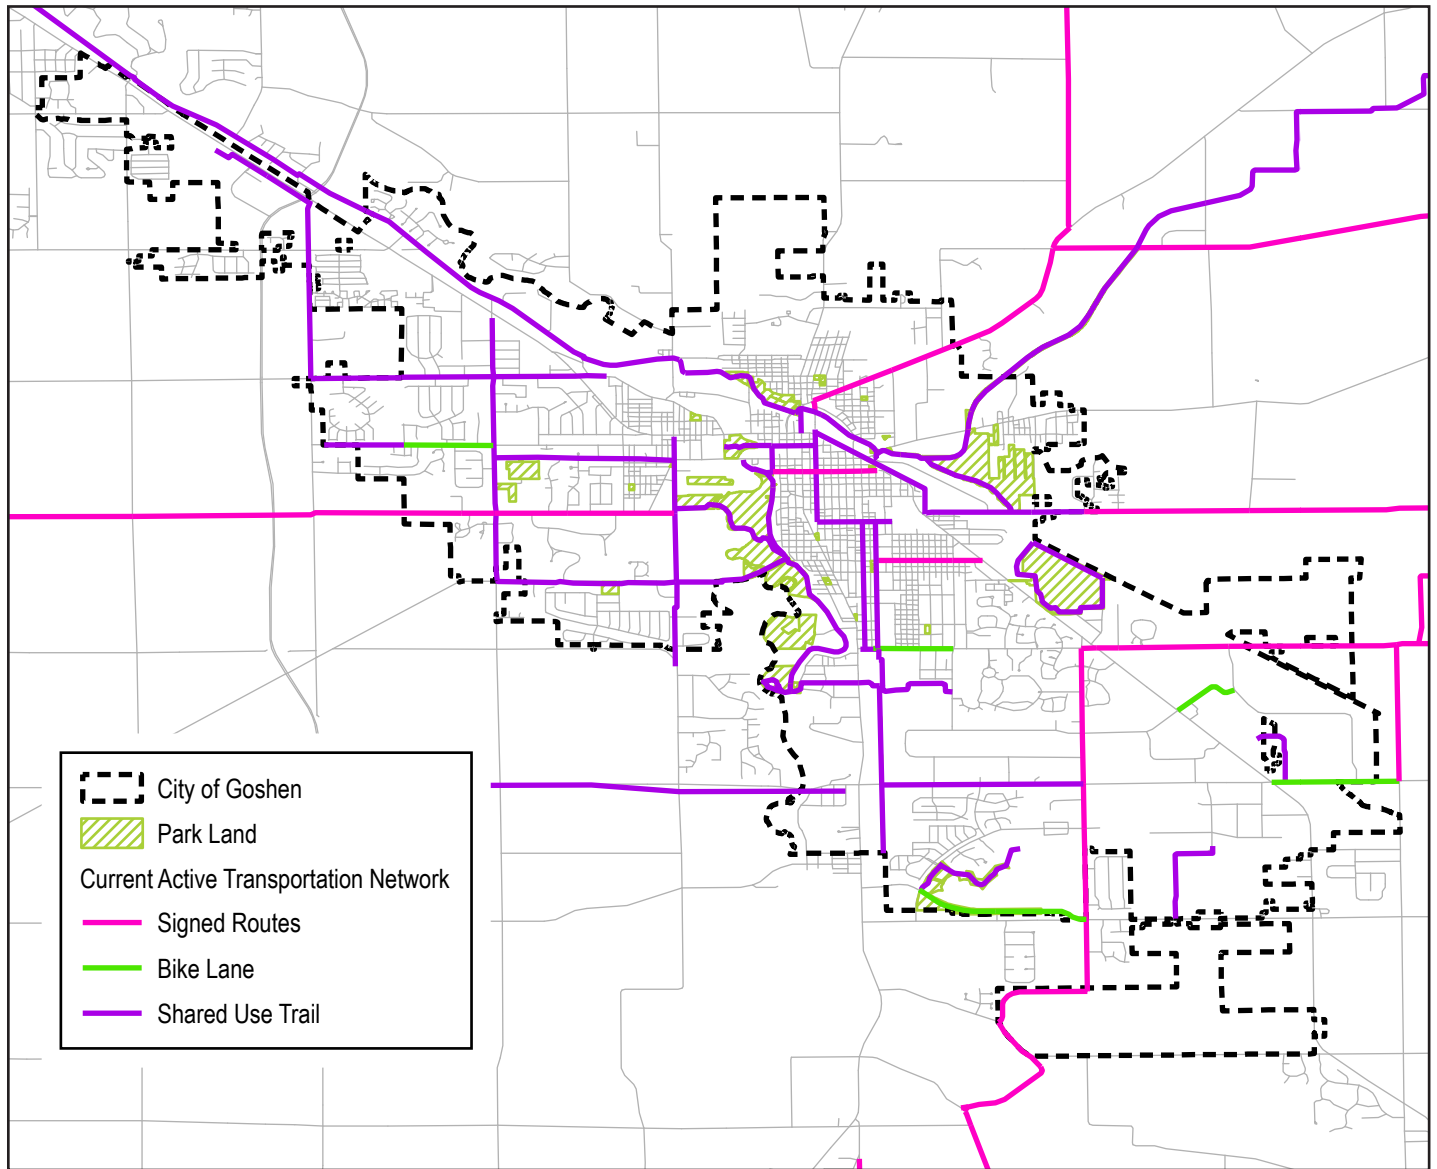 City of Goshen
Park Land
Current Active Transportation Network
Signed Routes
Bike Lane
Shared Use Trail